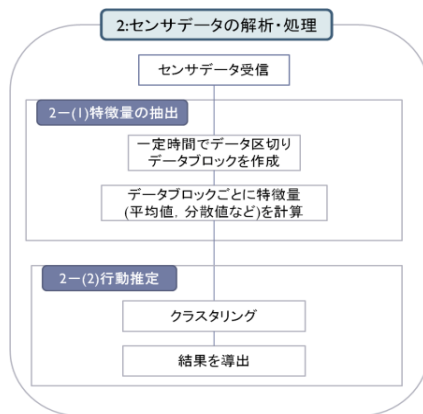 2:センサデータの解析・処理
センサデータ受信
2−(1)特徴量の抽出
一定時間でデータ区切り
データブロックを作成
データブロックごとに特徴量
(平均値, 分散値など)を計算
2−(2)行動推定
クラスタリング
結果を導出